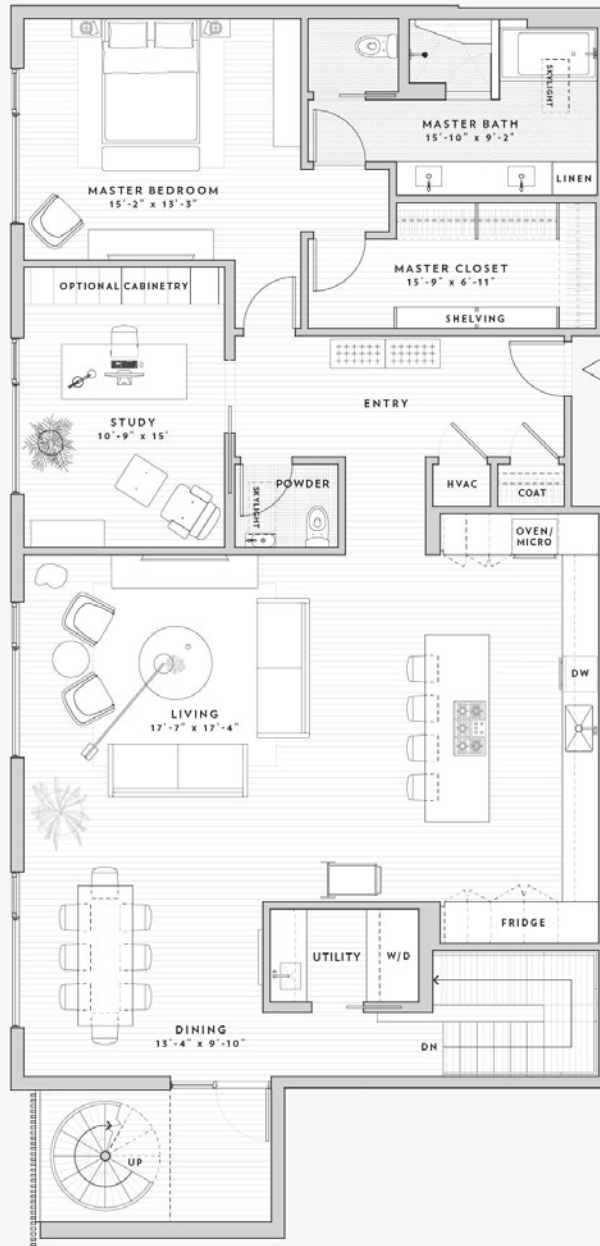 SKYLIGHT
MASTER BATH
15'-10" x 9'-2"
LINEN
MASTER BEDROOM
15'-2" x 13'-3"
MASTER CLOSET
15'-9" x 6'-11"
SHELVING
OPTIONAL CABINETRY
ENTRY
STUDY
10'-9" x 15'
POWDER
SKYLIGHT
HVAC
COAT
OVEN/
MICRO
DW
LIVING
17'-7" x 17'-4"
FRIDGE
UTILITY
W/D
DINING
13'-4" x 9'-10"
DN
UP